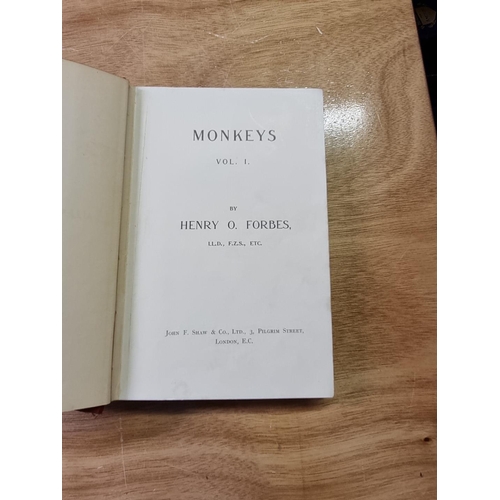 MONKEYS
VOL. I.
BY
HENRY O. FORBES,
LL.D., F.Z.S., ETC.
JOHN F. SHAW & CO., LTD., 3, PILGRIM STREET,
LONDON, E.C.